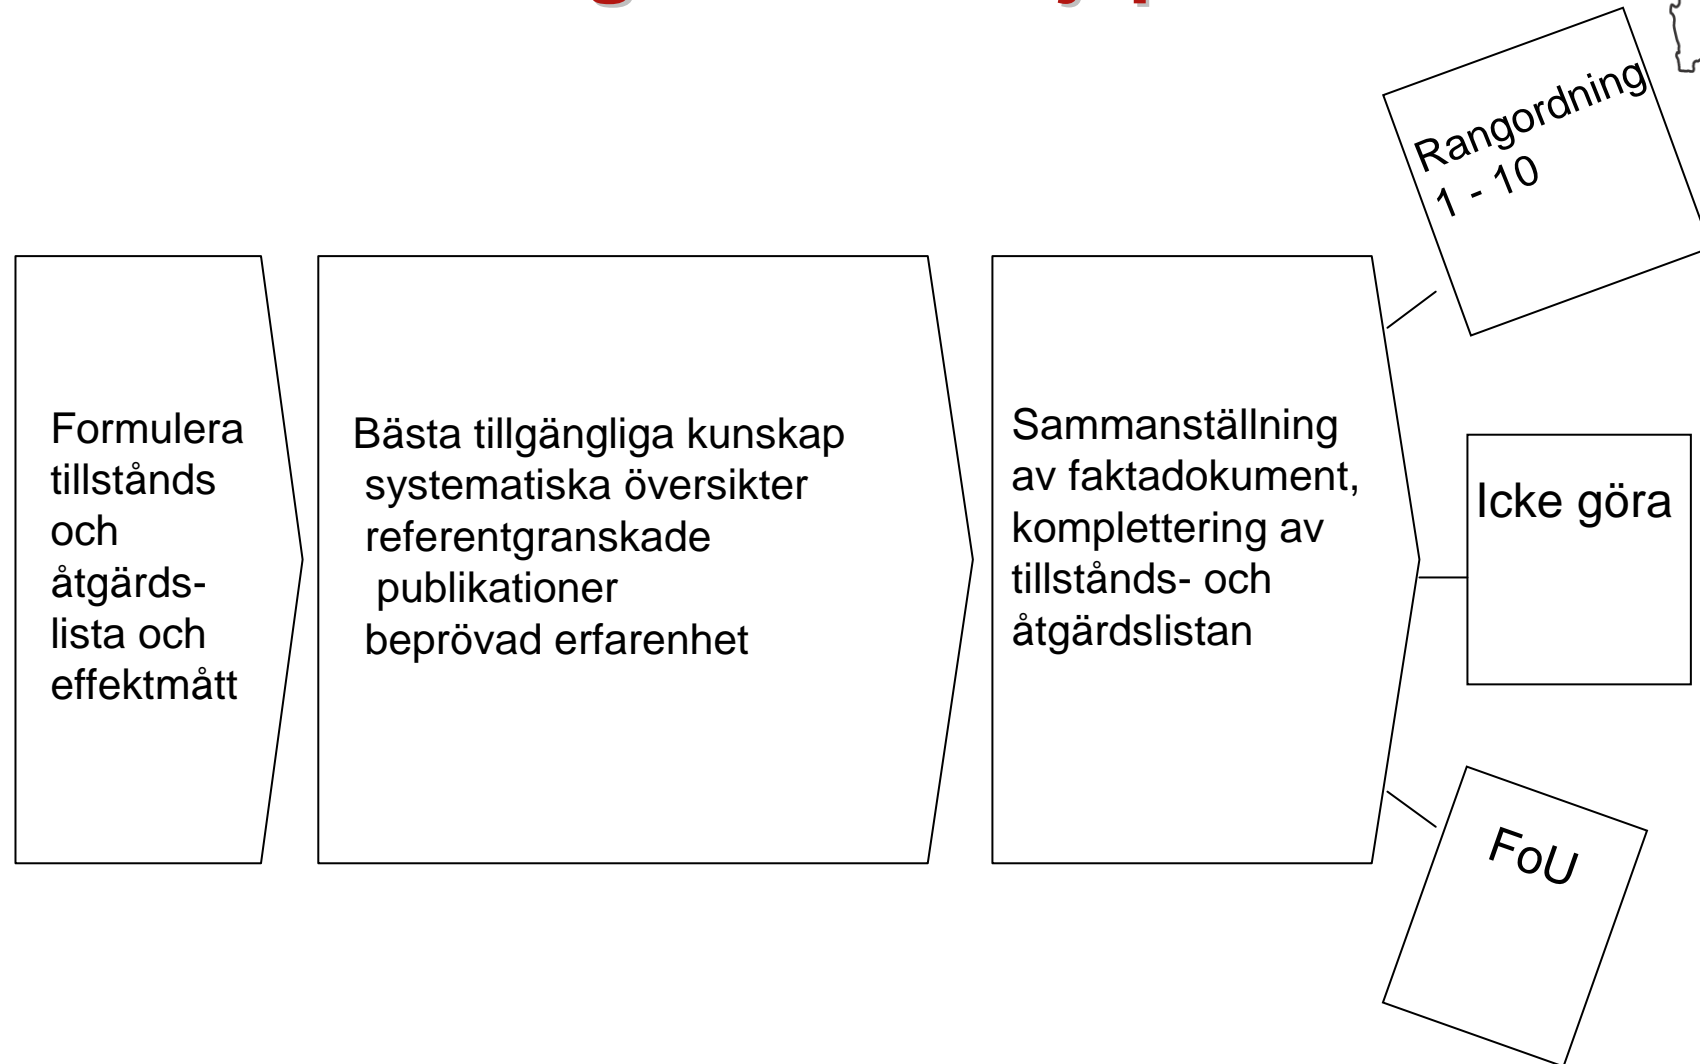 Formulera
tillstånds
och
åtgärds-
lista och
effektmått
Bästa tillgängliga kunskap
systematiska översikter
referentgranskade
publikationer
beprövad erfarenhet
Sammanställning
av faktadokument,
komplettering av
tillstånds- och
åtgärdslistan
Rangordning
1 - 10
Icke göra
FoU